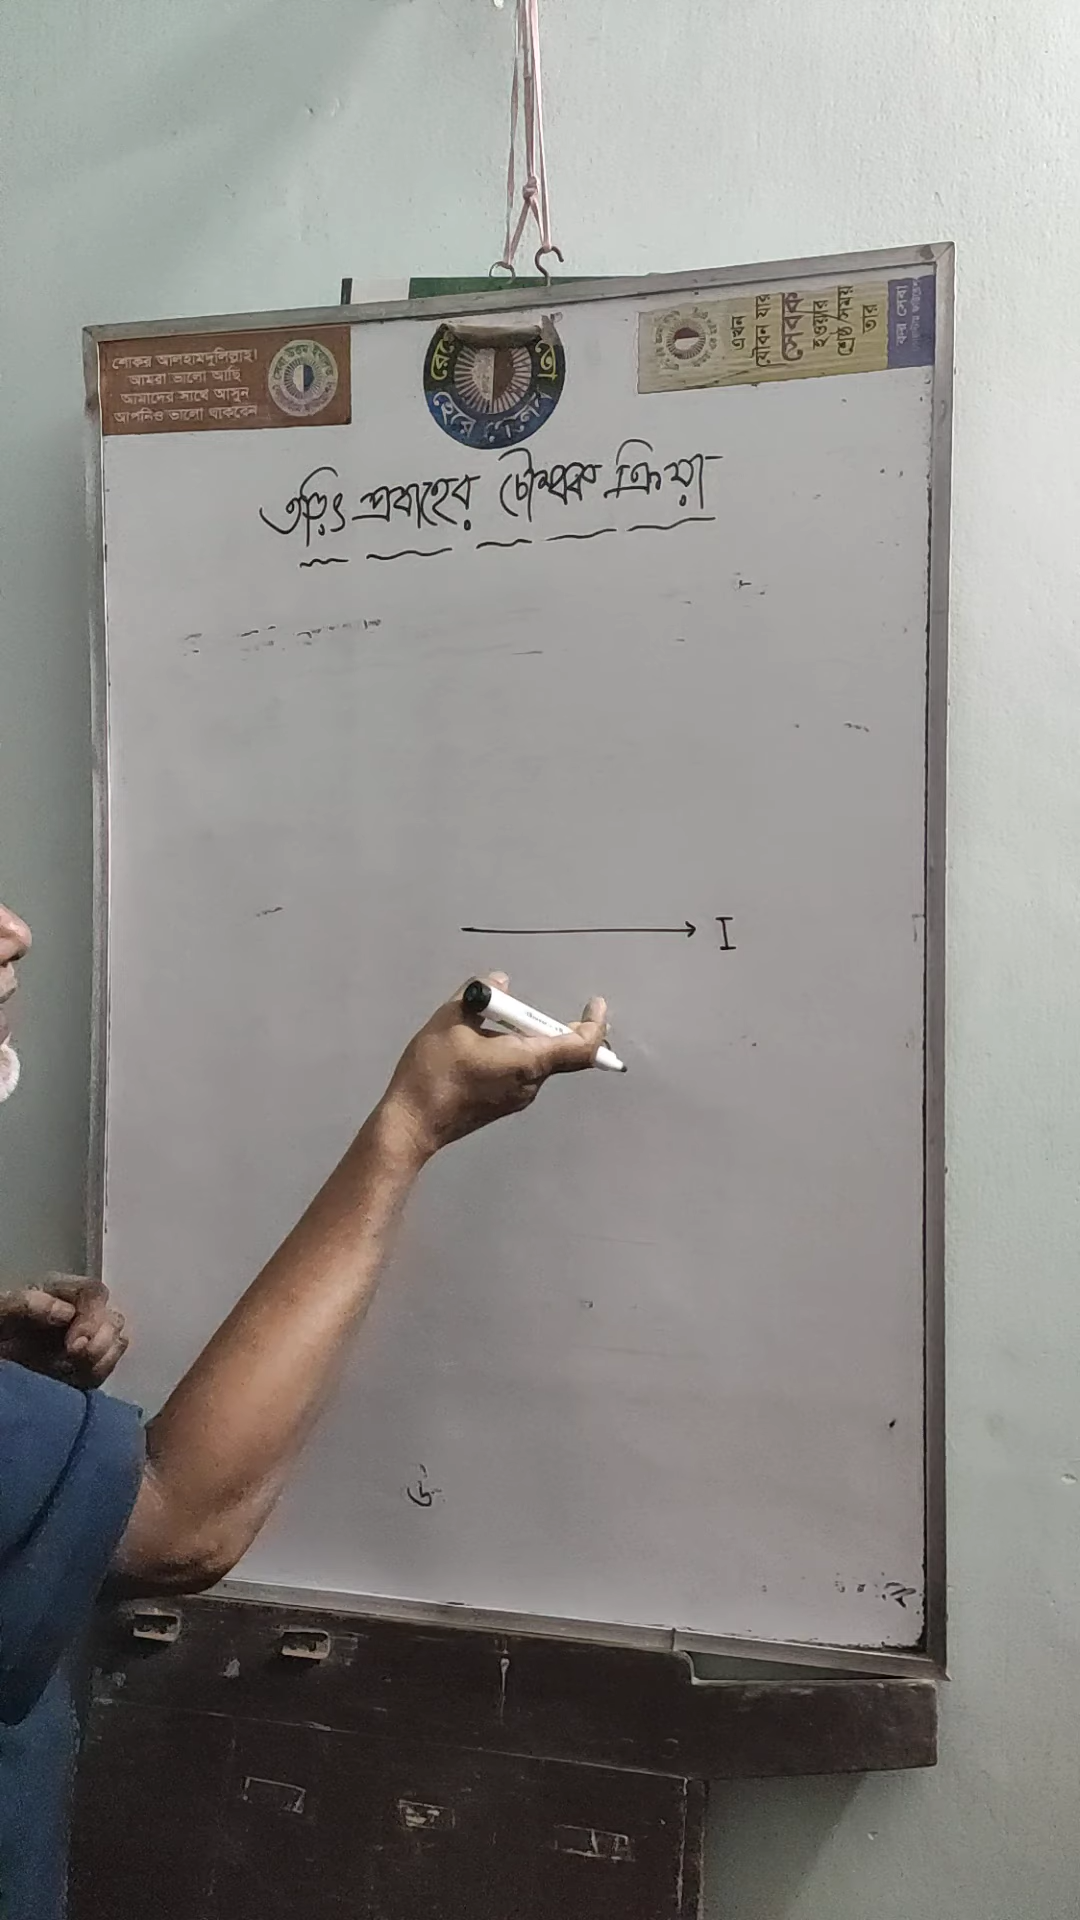 শোকর আলহামদুলিল্লাহ!
আমরা ভালো আছি
আমাদের সাথে আসুন
আপনিও ভালো থাকবেন
এখন
যৌবন যার
সেবক
হওয়ার
শ্রেষ্ঠ সময়
তার
তড়িৎ প্রবাহের চৌম্বক ক্রিয়া
I